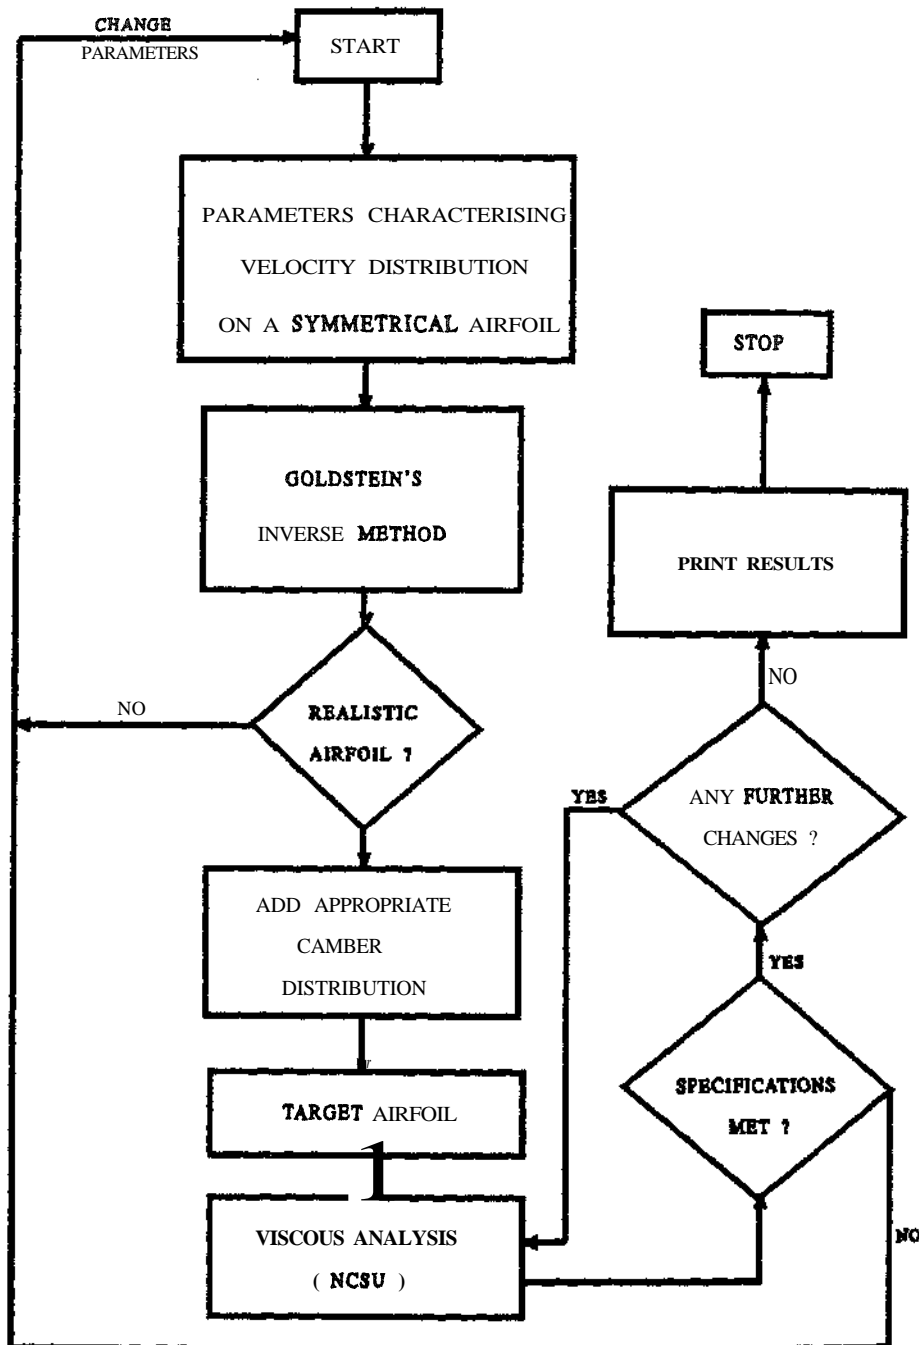 CHANGE
PARAMETERS
START
PARAMETERS CHARACTERISING
VELOCITY DISTRIBUTION
ON A SYMMETRICAL AIRFOIL
GOLDSTEIN'S
INVERSE METHOD
REALISTIC
AIRFOIL ?
NO
ADD APPROPRIATE
CAMBER
DISTRIBUTION
TARGET AIRFOIL
VISCOUS ANALYSIS
( NCSU )
SPECIFICATIONS
MET ?
NO
YES
ANY FURTHER
CHANGES ?
YES
NO
PRINT RESULTS
STOP